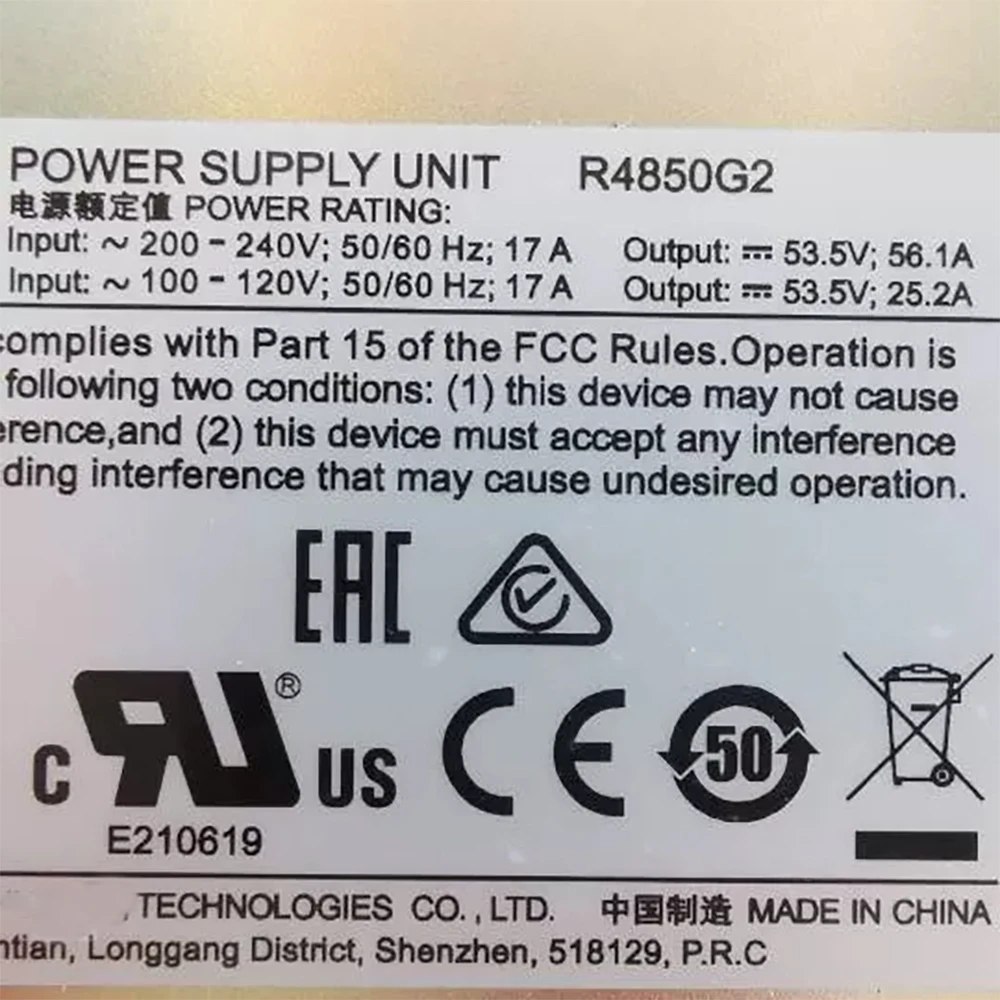 POWER SUPPLY UNIT R4850G2
电源额定值 POWER RATING:
Input: ~ 200 - 240V; 50/60 Hz; 17 A Output: ⎓ 53.5V; 56.1A
Input: ~ 100 - 120V; 50/60 Hz; 17 A Output: ⎓ 53.5V; 25.2A
complies with Part 15 of the FCC Rules.Operation is
following two conditions: (1) this device may not cause
erence,and (2) this device must accept any interference
ding interference that may cause undesired operation.
EAC
C RU ® US CE 50
E210619
, TECHNOLOGIES CO.,LTD. 中国制造 MADE IN CHINA
ntian, Longgang District, Shenzhen, 518129, P.R.C